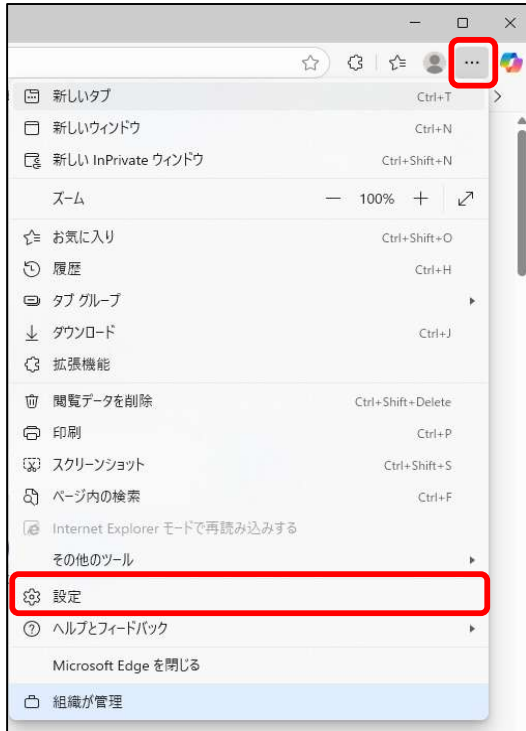 新しいタブ Ctrl+T
新しいウィンドウ Ctrl+N
新しい InPrivate ウィンドウ Ctrl+Shift+N
ズーム — 100% +
お気に入り Ctrl+Shift+O
履歴 Ctrl+H
タブ グループ
ダウンロード Ctrl+J
拡張機能
閲覧データを削除 Ctrl+Shift+Delete
印刷 Ctrl+P
スクリーンショット Ctrl+Shift+S
ページ内の検索 Ctrl+F
Internet Explorer モードで再読み込みする
その他のツール
設定
ヘルプとフィードバック
Microsoft Edge を閉じる
組織が管理